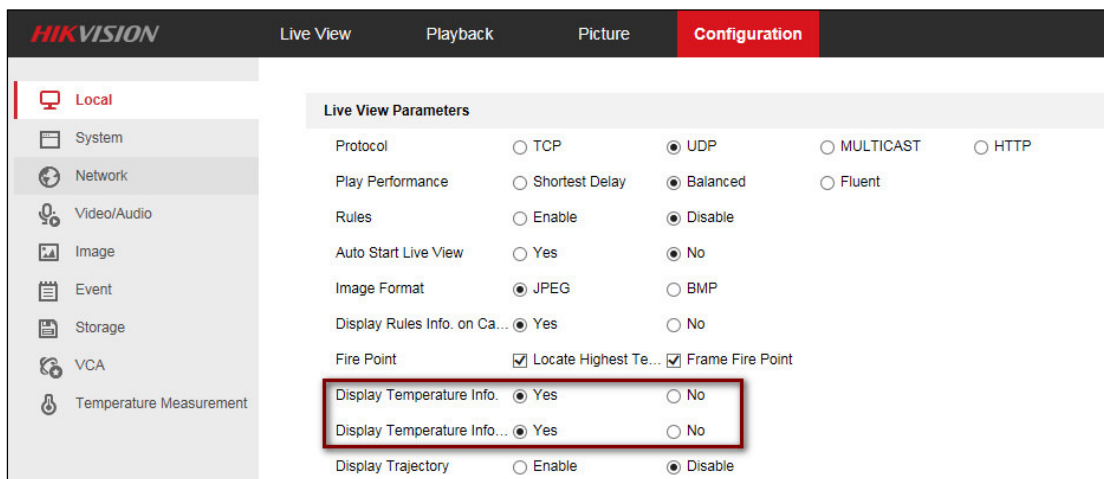 HIKVISION Live View Playback Picture Configuration
Local
System
Network
Video/Audio
Image
Event
Storage
VCA
Temperature Measurement
Live View Parameters
Protocol TCP UDP MULTICAST HTTP
Play Performance Shortest Delay Balanced Fluent
Rules Enable Disable
Auto Start Live View Yes No
Image Format JPEG BMP
Display Rules Info. on Ca... Yes No
Fire Point Locate Highest Te... Frame Fire Point
Display Temperature Info. Yes No
Display Temperature Info... Yes No
Display Trajectory Enable Disable